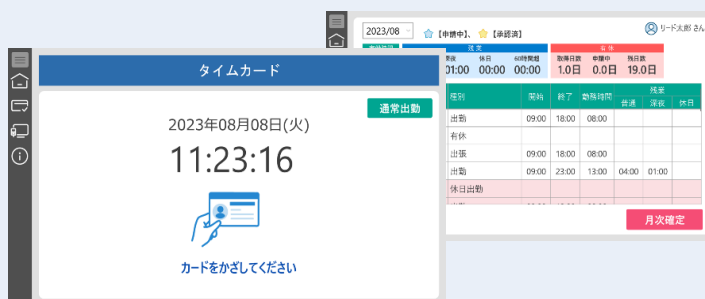 タイムカード
通常出勤
2023年08月08日(火)
11:23:16
カードをかざしてください
2023/08
【申請中】、 【承認済】
リード太郎 さん
残業
有休
休日 60時間超
取得日数 申請中 残日数
01:00 00:00 00:00
1.0日 0.0日 19.0日
種別 開始 終了 勤務時間 残業
普通 深夜 休日
出勤 09:00 18:00 08:00
有休
出張 09:00 18:00 08:00
出勤 09:00 23:00 13:00 04:00 01:00
休日出勤
月次確定